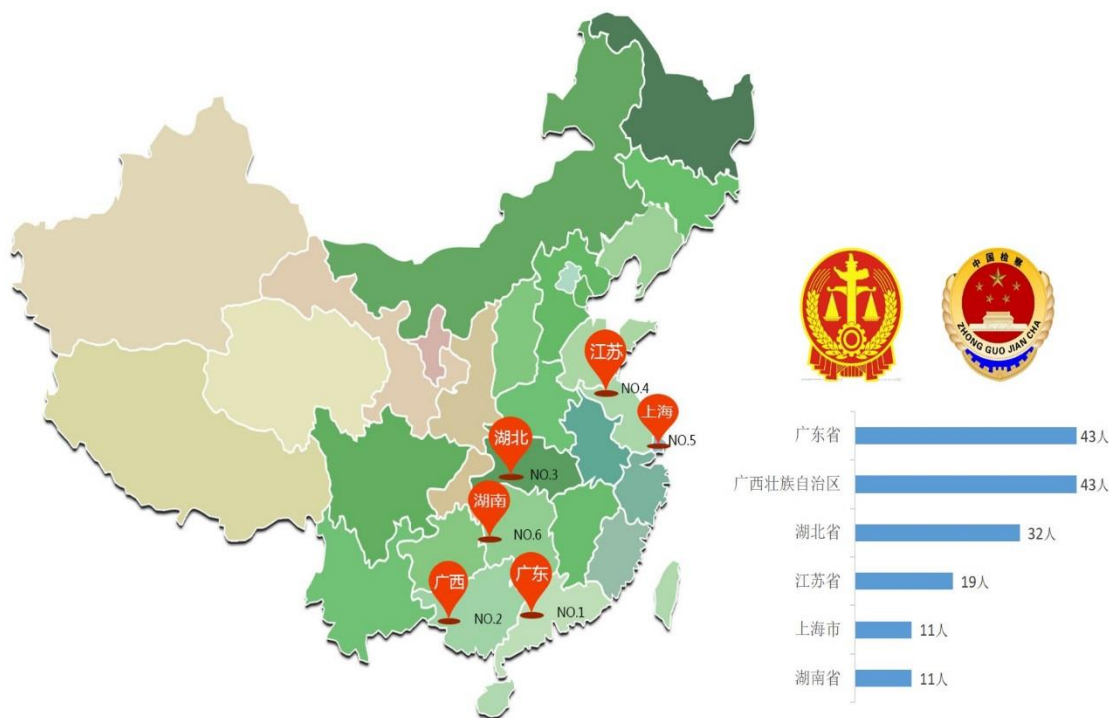 中国检察
ZHONG GUO JIAN CHA
江苏
NO.4
上海
NO.5
湖北
NO.3
湖南
NO.6
广西
NO.2
广东
NO.1
广东省 43人
广西壮族自治区 43人
湖北省 32人
江苏省 19人
上海市 11人
湖南省 11人